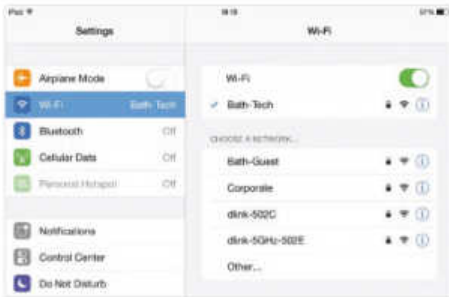 iPad
Settings
Airplane Mode
Wi-Fi Bath-Tech
Bluetooth Off
Cellular Data Off
Personal Hotspot Off
Notifications
Control Center
Do Not Disturb
Wi-Fi
Wi-Fi
Bath-Tech
CHOOSE A NETWORK...
Bath-Guest
Corporate
dlink-502C
dlink-5GHz-502E
Other...